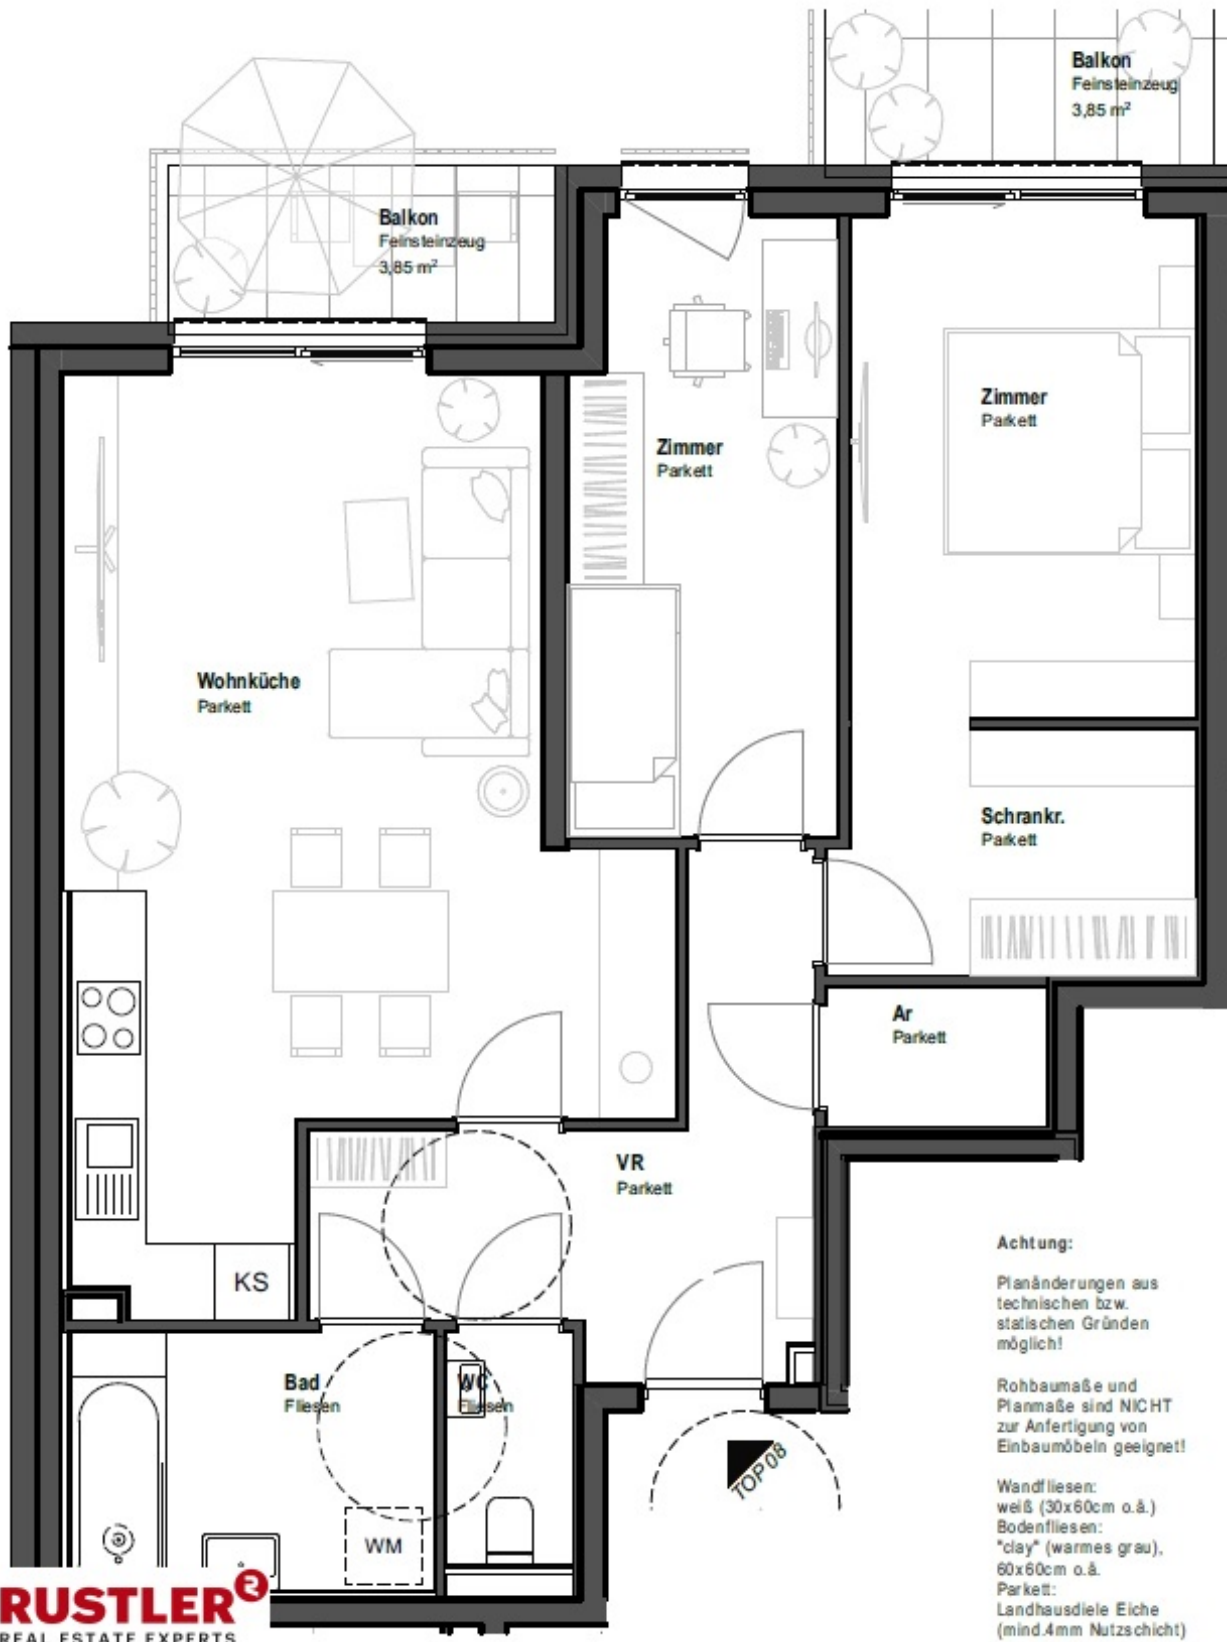 Balkon
Feinsteinzeug
3,85 m²
Balkon
Feinsteinzeug
3,85 m²
Zimmer
Parkett
Zimmer
Parkett
Wohnküche
Parkett
Schrankr.
Parkett
Ar
Parkett
VR
Parkett
KS
Bad
Fliesen
WC
Fliesen
TOP 08
WM
Achtung:
Planänderungen aus
technischen bzw.
statischen Gründen
möglich!
Rohbaumaße und
Planmaße sind NICHT
zur Anfertigung von
Einbaumöbeln geeignet!
Wandfliesen:
weiß (30x60cm o.ä.)
Bodenfliesen:
"clay" (warmes grau),
60x60cm o.ä.
Parkett:
Landhausdiele Eiche
(mind.4mm Nutzschicht)
RUSTLER
REAL ESTATE EXPERTS